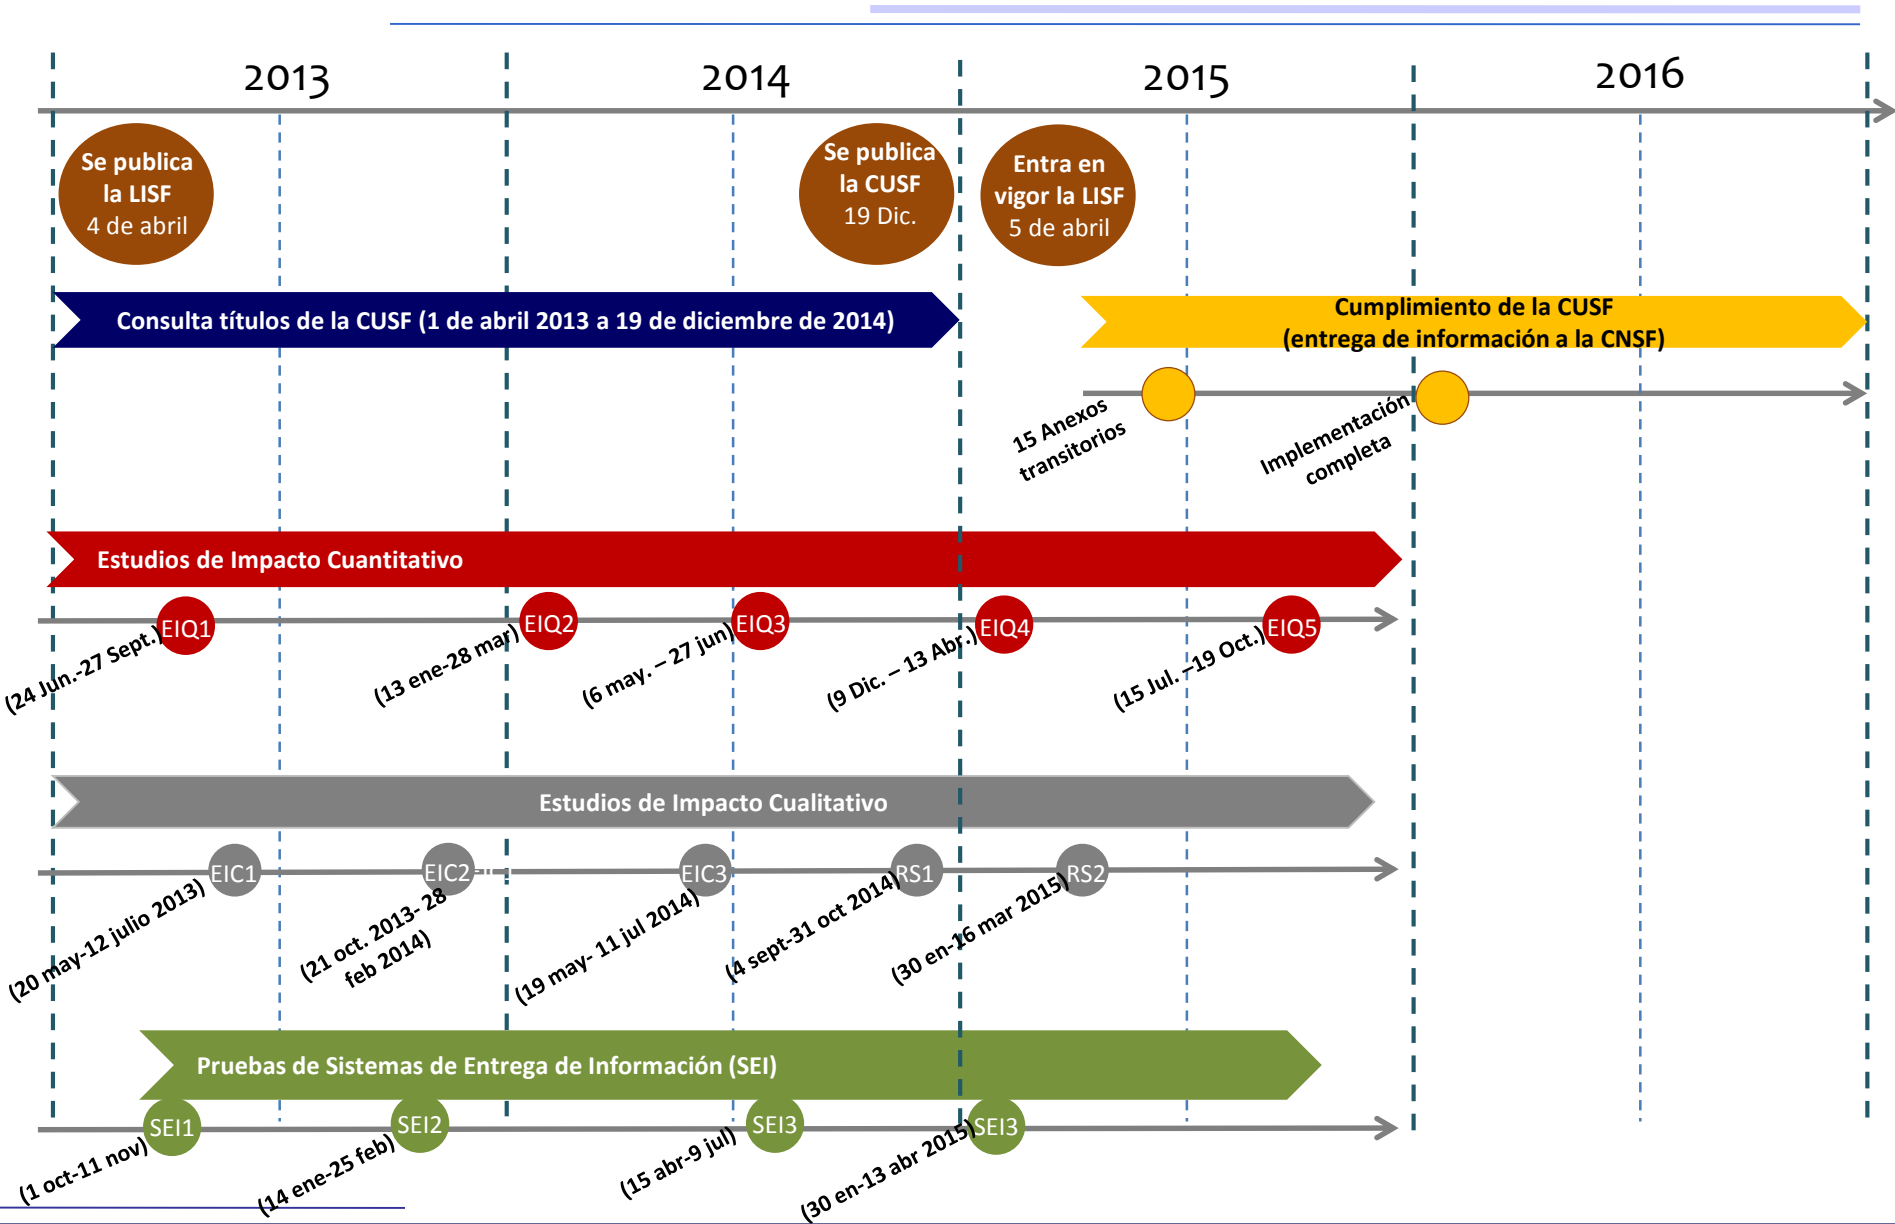 2013
2014
2015
2016
Se publica
la LISF
4 de abril
Se publica
la CUSF
19 Dic.
Entra en
vigor la LISF
5 de abril
Consulta títulos de la CUSF (1 de abril 2013 a 19 de diciembre de 2014)
Cumplimiento de la CUSF
(entrega de información a la CNSF)
15 Anexos
transitorios
Implementación
completa
Estudios de Impacto Cuantitativo
EIQ1
EIQ2
EIQ3
EIQ4
EIQ5
(24 Jun.-27 Sept.)
(13 ene-28 mar)
(6 may. – 27 jun)
(9 Dic. – 13 Abr.)
(15 Jul. –19 Oct.)
Estudios de Impacto Cualitativo
EIC1
EIC2
EIC3
RS1
RS2
(20 may-12 julio 2013)
(21 oct. 2013- 28
feb 2014)
(19 may- 11 jul 2014)
(4 sept-31 oct 2014)
(30 en-16 mar 2015)
Pruebas de Sistemas de Entrega de Información (SEI)
SEI1
SEI2
SEI3
SEI3
(1 oct-11 nov)
(14 ene-25 feb)
(15 abr-9 jul)
(30 en-13 abr 2015)